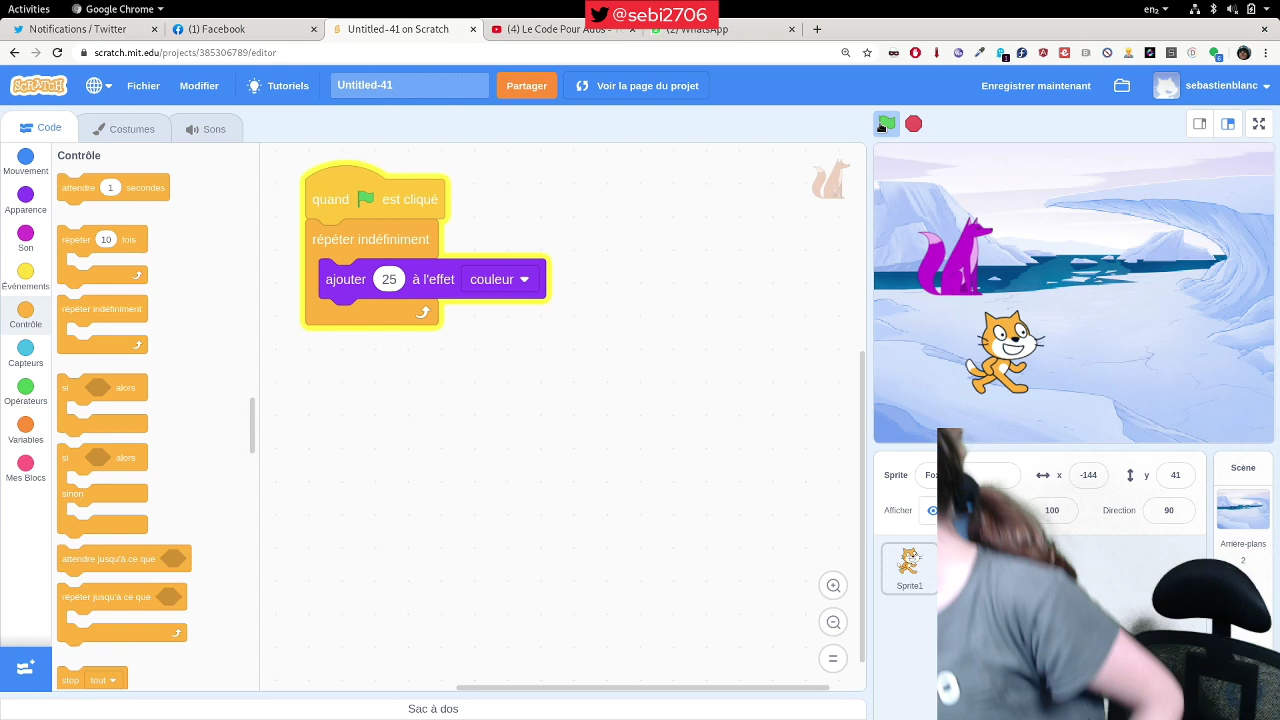 Activités
Google Chrome
en2
@sebi2706
Notifications / Twitter
(1) Facebook
Untitled-41 on Scratch
(4) Le Code Pour Ados -
(2) WhatsApp
scratch.mit.edu/projects/385306789/editor
SCRATCH
Fichier
Modifier
Tutoriels
Untitled-41
Partager
Voir la page du projet
Enregistrer maintenant
sebastienblanc
Code
Costumes
Sons
Mouvement
Apparence
Son
Événements
Contrôle
Capteurs
Opérateurs
Variables
Mes Blocs
Contrôle
attendre 1 secondes
répéter 10 fois
répéter indéfiniment
si alors
si alors
sinon
attendre jusqu'à ce que
répéter jusqu'à ce que
stop tout
quand est cliqué
répéter indéfiniment
ajouter 25 à l'effet couleur
Sprite
x -144
y 41
Afficher
100
Direction 90
Sprite1
Scène
Arrière-plans
2
Sac à dos